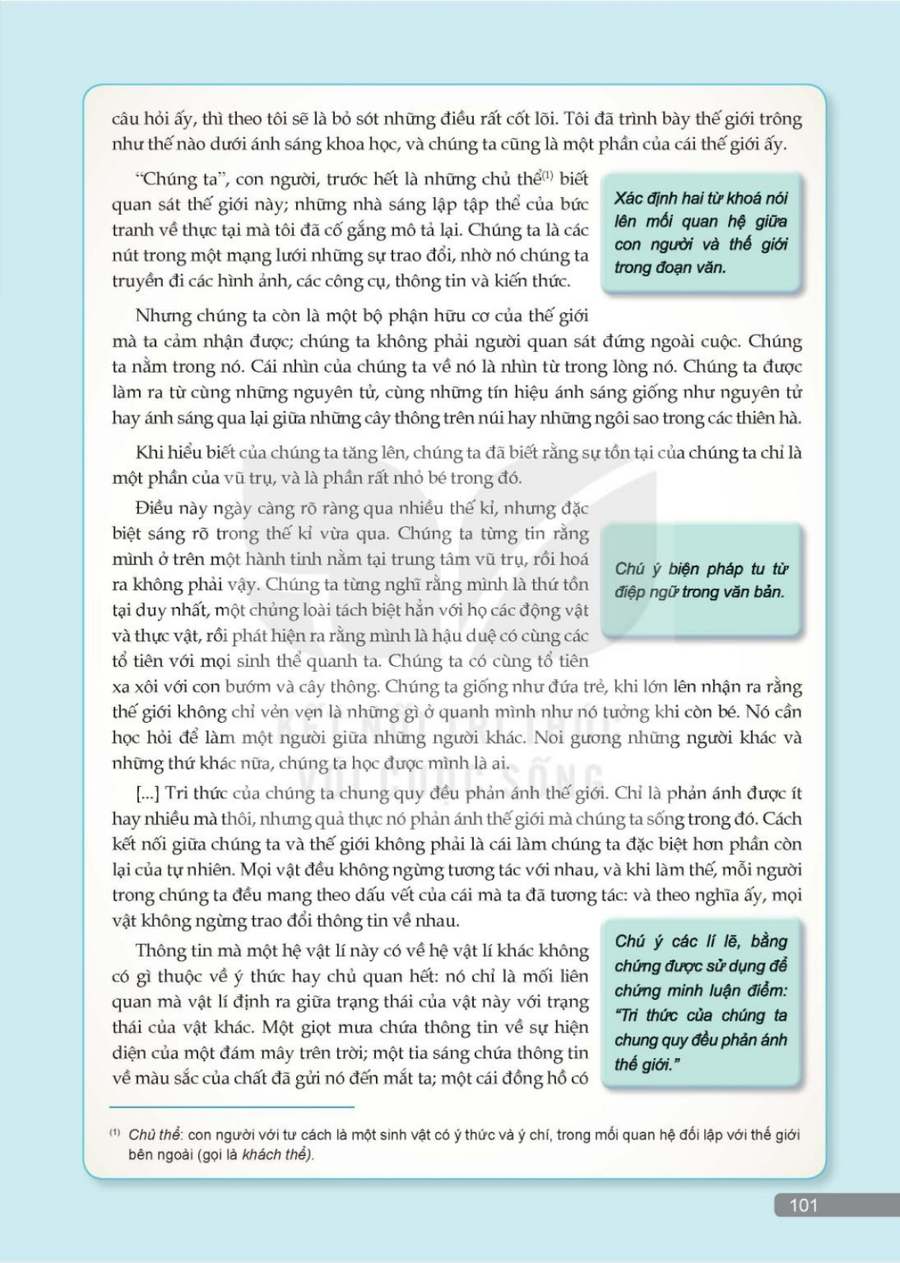 câu hỏi ấy, thì theo tôi sẽ là bỏ sót những điều rất cốt lõi. Tôi đã trình bày thế giới trông
như thế nào dưới ánh sáng khoa học, và chúng ta cũng là một phần của cái thế giới ấy.
“Chúng ta”, con người, trước hết là những chủ thể(1) biết
quan sát thế giới này; những nhà sáng lập tập thể của bức
tranh về thực tại mà tôi đã cố gắng mô tả lại. Chúng ta là các
nút trong một mạng lưới những sự trao đổi, nhờ nó chúng ta
truyền đi các hình ảnh, các công cụ, thông tin và kiến thức.
Xác định hai từ khoá nói
lên mối quan hệ giữa
con người và thế giới
trong đoạn văn.
Nhưng chúng ta còn là một bộ phận hữu cơ của thế giới
mà ta cảm nhận được; chúng ta không phải người quan sát đứng ngoài cuộc. Chúng
ta nằm trong nó. Cái nhìn của chúng ta về nó là nhìn từ trong lòng nó. Chúng ta được
làm ra từ cùng những nguyên tử, cùng những tín hiệu ánh sáng giống như nguyên tử
hay ánh sáng qua lại giữa những cây thông trên núi hay những ngôi sao trong các thiên hà.
Khi hiểu biết của chúng ta tăng lên, chúng ta đã biết rằng sự tồn tại của chúng ta chỉ là
một phần của vũ trụ, và là phần rất nhỏ bé trong đó.
Điều này ngày càng rõ ràng qua nhiều thế kỉ, nhưng đặc
biệt sáng rõ trong thế kỉ vừa qua. Chúng ta từng tin rằng
mình ở trên một hành tinh nằm tại trung tâm vũ trụ, rồi hoá
ra không phải vậy. Chúng ta từng nghĩ rằng mình là thứ tồn
tại duy nhất, một chủng loài tách biệt hẳn với họ các động vật
và thực vật, rồi phát hiện ra rằng mình là hậu duệ có cùng các
tổ tiên với mọi sinh thể quanh ta. Chúng ta có cùng tổ tiên
xa xôi với con bướm và cây thông. Chúng ta giống như đứa trẻ, khi lớn lên nhận ra rằng
thế giới không chỉ vẻn vẹn là những gì ở quanh mình như nó tưởng khi còn bé. Nó cần
học hỏi để làm một người giữa những người khác. Noi gương những người khác và
những thứ khác nữa, chúng ta học được mình là ai.
Chú ý biện pháp tu từ
điệp ngữ trong văn bản.
KẾT NỐI TRI THỨC
VỚI CUỘC SỐNG
[...] Tri thức của chúng ta chung quy đều phản ánh thế giới. Chỉ là phản ánh được ít
hay nhiều mà thôi, nhưng quả thực nó phản ánh thế giới mà chúng ta sống trong đó. Cách
kết nối giữa chúng ta và thế giới không phải là cái làm chúng ta đặc biệt hơn phần còn
lại của tự nhiên. Mọi vật đều không ngừng tương tác với nhau, và khi làm thế, mỗi người
trong chúng ta đều mang theo dấu vết của cái mà ta đã tương tác: và theo nghĩa ấy, mọi
vật không ngừng trao đổi thông tin về nhau.
Thông tin mà một hệ vật lí này có về hệ vật lí khác không
có gì thuộc về ý thức hay chủ quan hết: nó chỉ là mối liên
quan mà vật lí định ra giữa trạng thái của vật này với trạng
thái của vật khác. Một giọt mưa chứa thông tin về sự hiện
diện của một đám mây trên trời; một tia sáng chứa thông tin
về màu sắc của chất đã gửi nó đến mắt ta; một cái đồng hồ có
Chú ý các lí lẽ, bằng
chứng được sử dụng để
chứng minh luận điểm:
“Tri thức của chúng ta
chung quy đều phản ánh
thế giới.”
(1) Chủ thể: con người với tư cách là một sinh vật có ý thức và ý chí, trong mối quan hệ đối lập với thế giới
bên ngoài (gọi là khách thể).
101